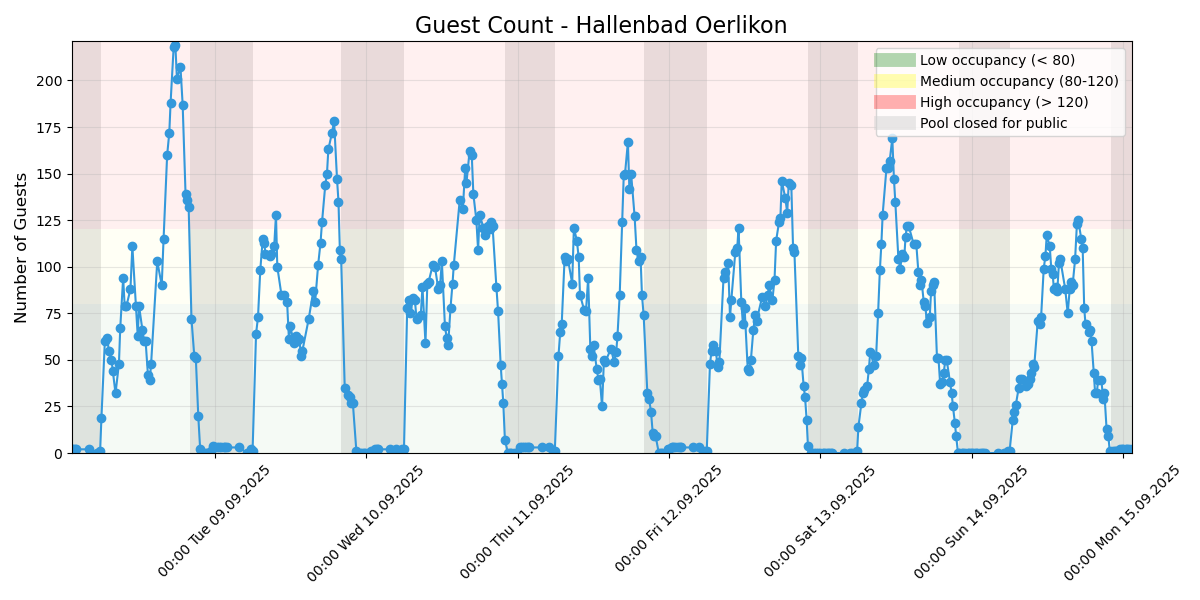 Guest Count - Hallenbad Oerlikon
Number of Guests
200
175
150
125
100
75
50
25
0
Low occupancy (< 80)
Medium occupancy (80-120)
High occupancy (> 120)
Pool closed for public
00:00 Tue 09.09.2025
00:00 Wed 10.09.2025
00:00 Thu 11.09.2025
00:00 Fri 12.09.2025
00:00 Sat 13.09.2025
00:00 Sun 14.09.2025
00:00 Mon 15.09.2025